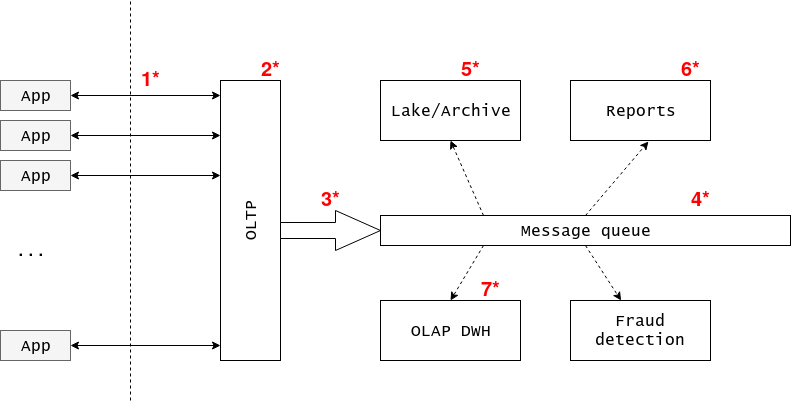 1*
2*
5*
6*
App
App
App
Lake/Archive
Reports
3*
4*
OLTP
Message queue
...
7*
App
OLAP DWH
Fraud
detection